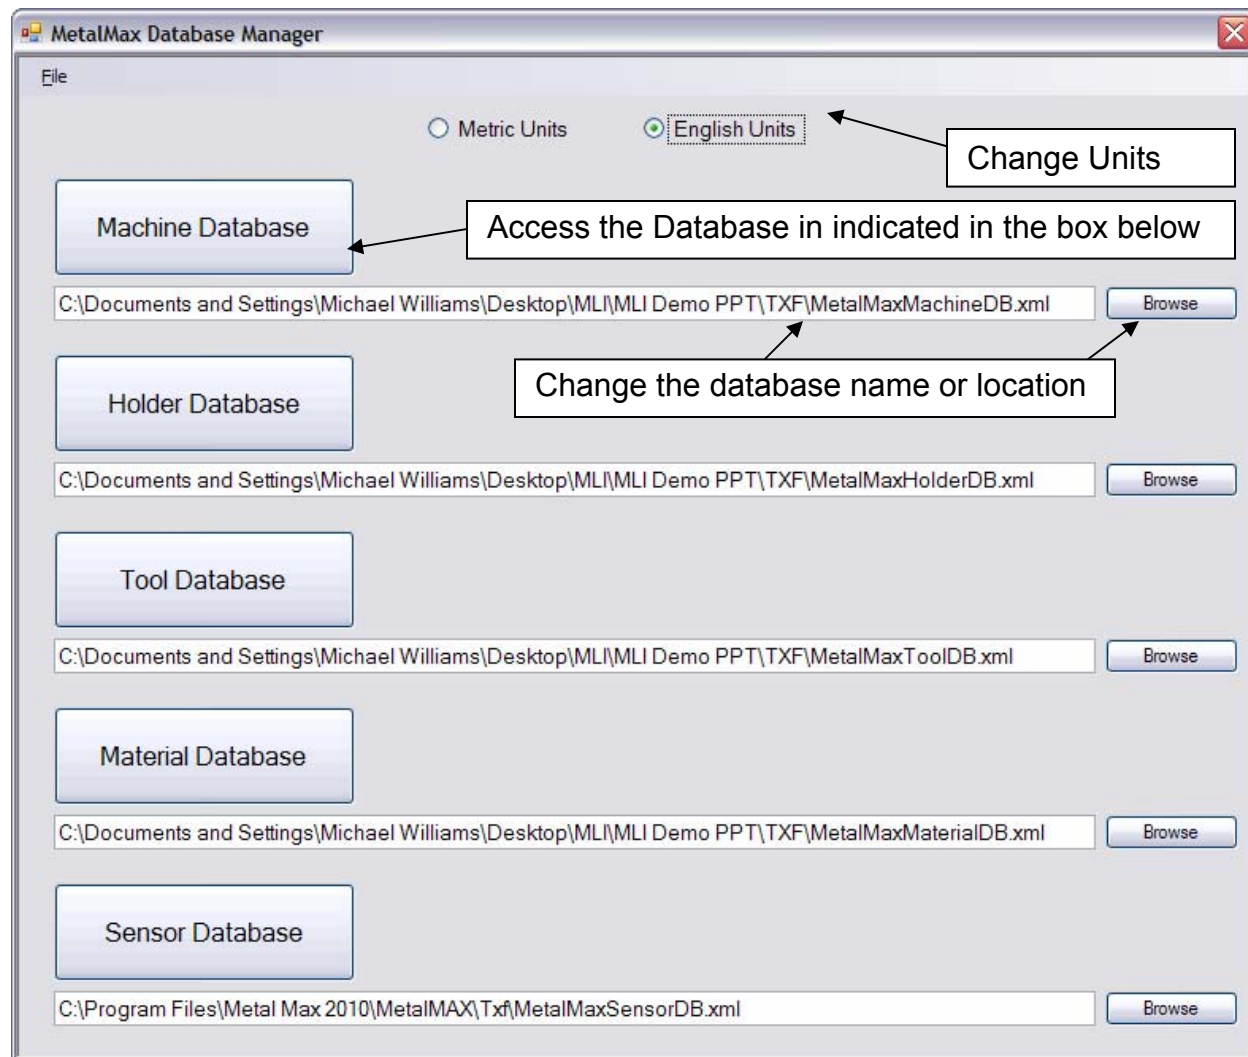 MetalMax Database Manager
File
Metric Units
English Units
Change Units
Machine Database
Access the Database in indicated in the box below
C:\Documents and Settings\Michael Williams\Desktop\MLI\MLI Demo PPT\TXF\MetalMaxMachineDB.xml
Browse
Change the database name or location
Holder Database
C:\Documents and Settings\Michael Williams\Desktop\MLI\MLI Demo PPT\TXF\MetalMaxHolderDB.xml
Browse
Tool Database
C:\Documents and Settings\Michael Williams\Desktop\MLI\MLI Demo PPT\TXF\MetalMaxToolDB.xml
Browse
Material Database
C:\Documents and Settings\Michael Williams\Desktop\MLI\MLI Demo PPT\TXF\MetalMaxMaterialDB.xml
Browse
Sensor Database
C:\Program Files\Metal Max 2010\MetalMAX\Txf\MetalMaxSensorDB.xml
Browse